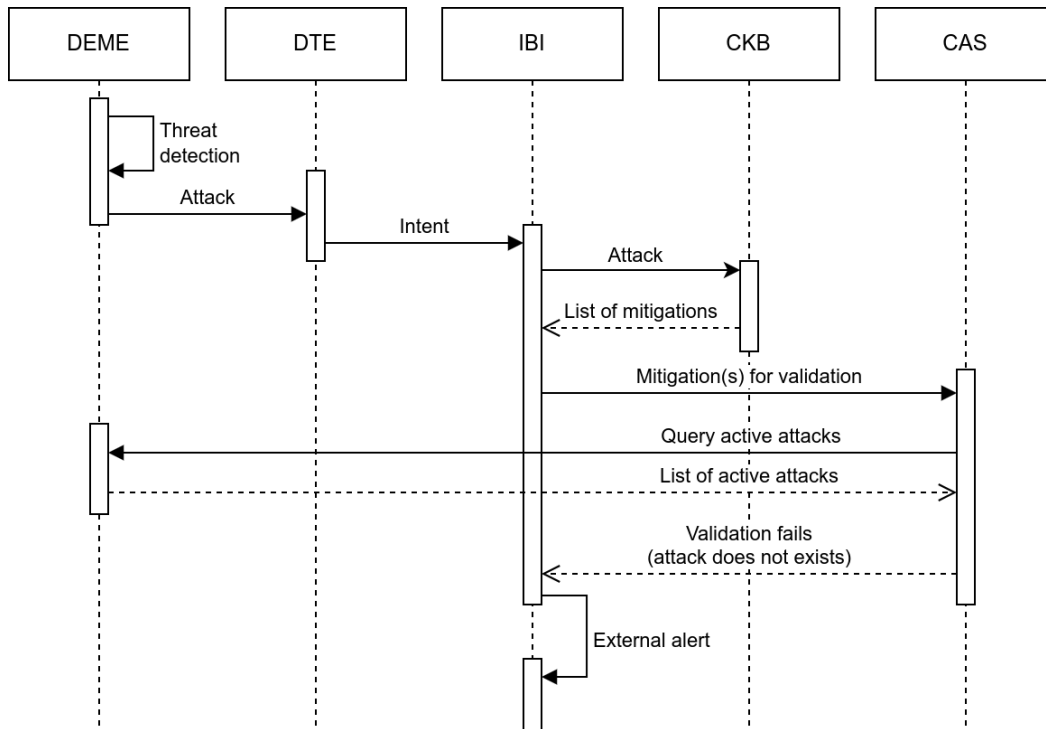 DEME
DTE
IBI
CKB
CAS
Threat
detection
Attack
Intent
Attack
List of mitigations
Mitigation(s) for validation
Query active attacks
List of active attacks
Validation fails
(attack does not exists)
External alert